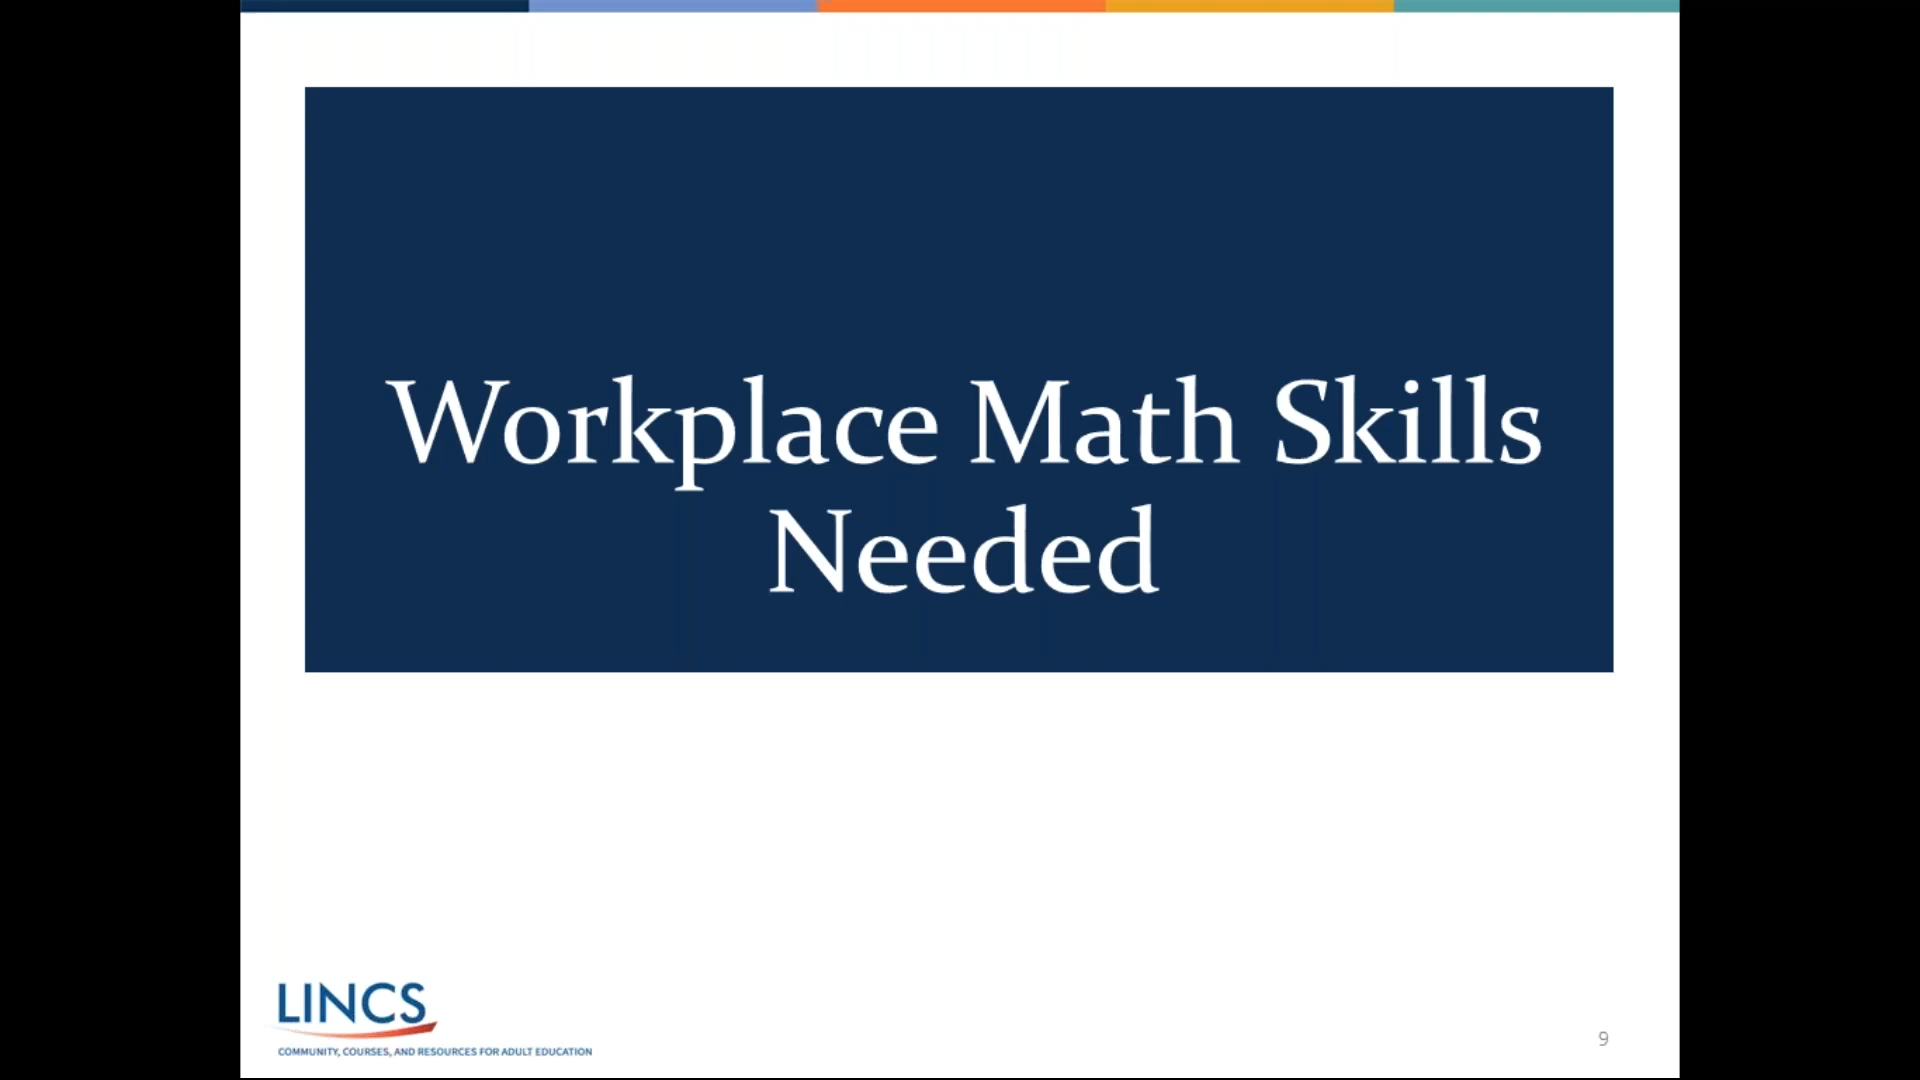 Workplace Math Skills
Needed
LINCS
COMMUNITY, COURSES, AND RESOURCES FOR ADULT EDUCATION
9